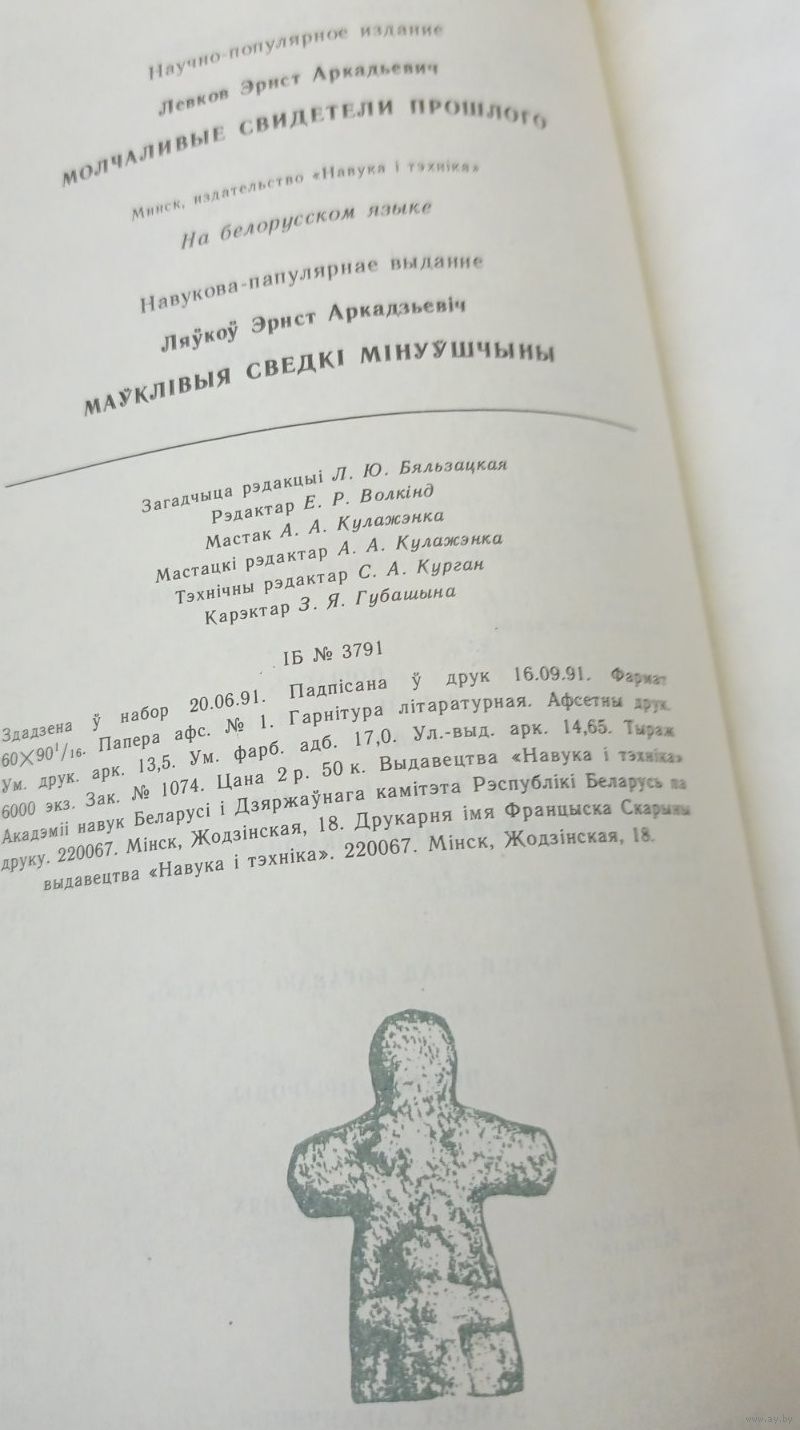 Научно-популярное издание
Левков Эрнст Аркадьевич
МОЛЧАЛИВЫЕ СВИДЕТЕЛИ ПРОШЛОГО
Минск, издательство «Навука і тэхніка»
На белорусском языке
Навукова-папулярнае выданне
Ляўкоў Эрнст Аркадзьевіч
МАЎКЛІВЫЯ СВЕДКІ МІНУЎШЧЫНЫ
Загадчыца рэдакцыі Л. Ю. Бяльзацкая
Рэдактар Е. Р. Волкінд
Мастак А. А. Кулажэнка
Мастацкі рэдактар А. А. Кулажэнка
Тэхнічны рэдактар С. А. Курган
Карэктар З. Я. Губашына
ІБ № 3791
Здадзена ў набор 20.06.91. Падпісана ў друк 16.09.91. Фармат
60×90¹/₁₆. Папера афс. № 1. Гарнітура літаратурная. Афсетны друк.
Ум. друк. арк. 13,5. Ум. фарб. адб. 17,0. Ул.-выд. арк. 14,65. Тыраж
6000 экз. Зак. № 1074. Цана 2 р. 50 к. Выдавецтва «Навука і тэхніка»
Акадэміі навук Беларусі і Дзяржаўнага камітэта Рэспублікі Беларусь па
друку. 220067. Мінск, Жодзінская, 18. Друкарня імя Францыска Скарыны
выдавецтва «Навука і тэхніка». 220067. Мінск, Жодзінская, 18.
www.ay.by